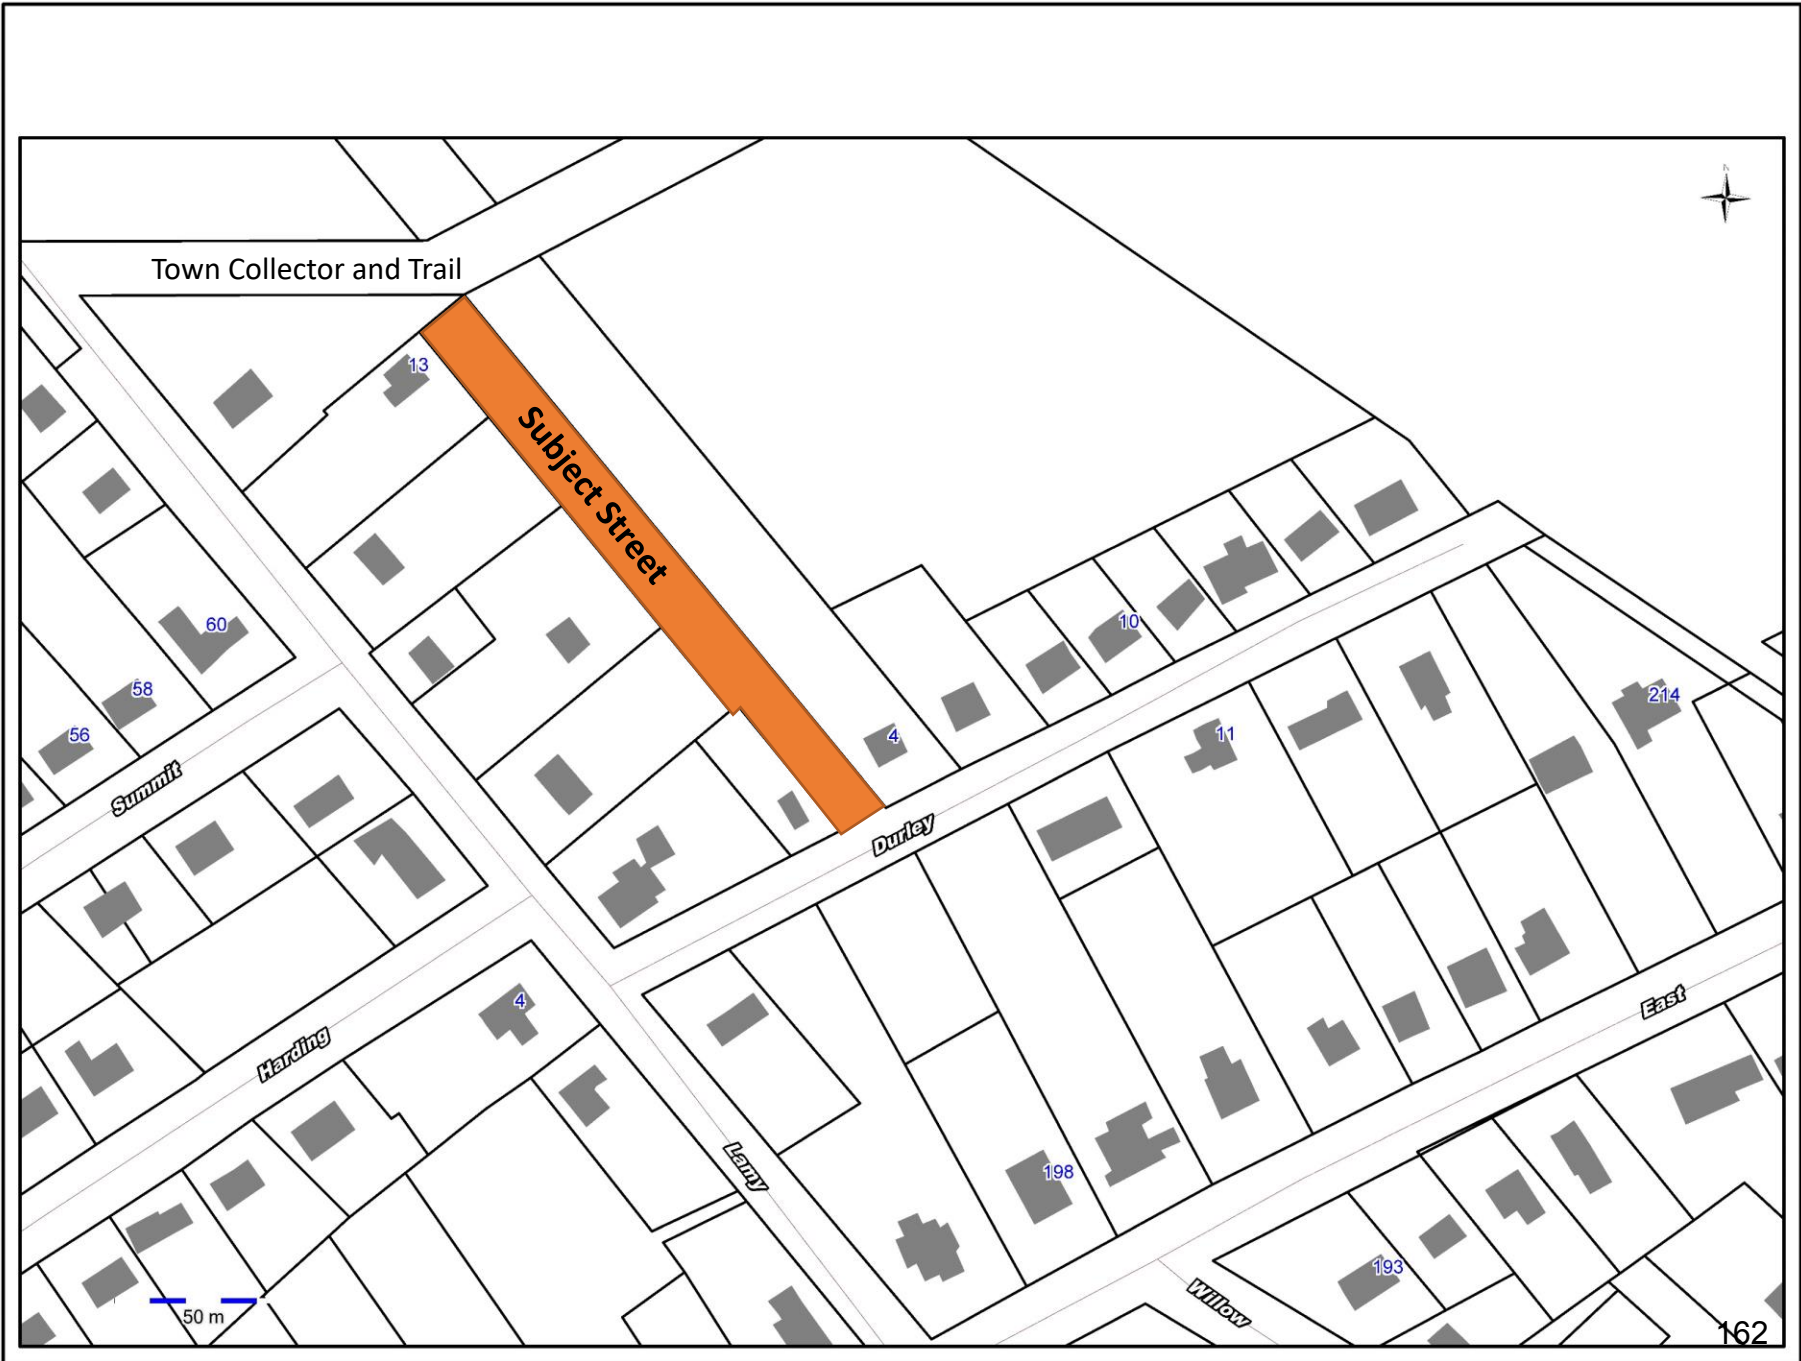 N
Town Collector and Trail
13
Subject Street
60
58
56
Summit
10
4
11
214
Durley
4
Harding
East
Lamy
198
193
Willow
50 m
162